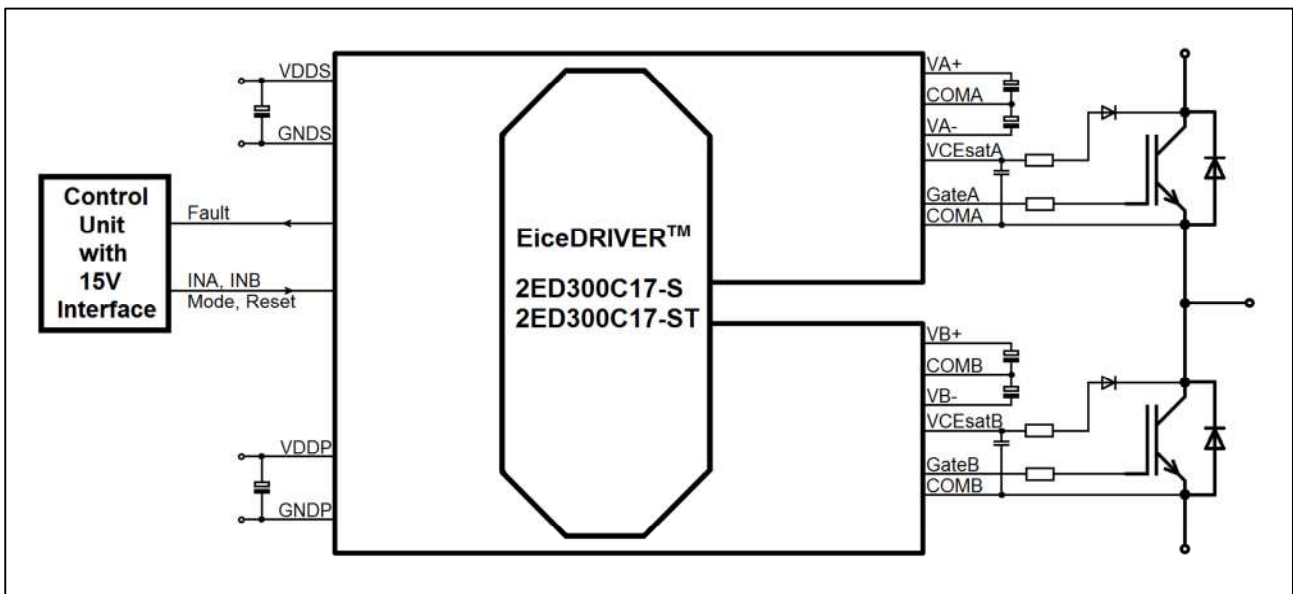 VDDS
GNDS
Control
Unit
with
15V
Interface
Fault
INA, INB
Mode, Reset
VDDP
GNDP
EiceDRIVER™
2ED300C17-S
2ED300C17-ST
VA+
COMA
VA-
VCEsatA
GateA
COMA
VB+
COMB
VB-
VCEsatB
GateB
COMB